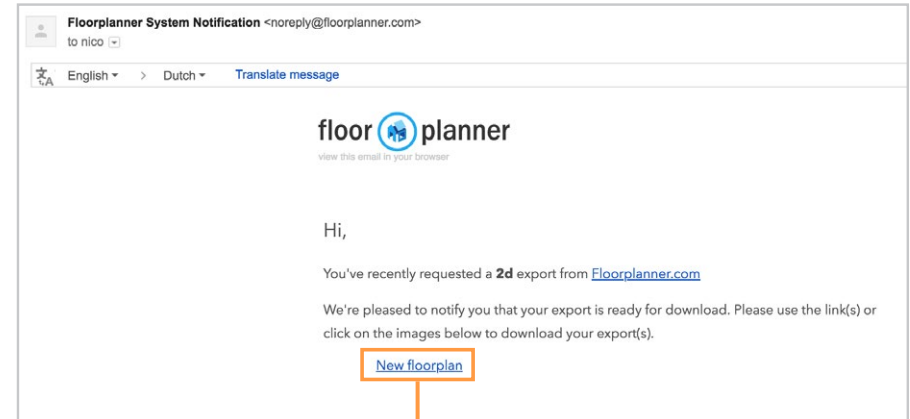 Floorplanner System Notification <noreply@floorplanner.com>
to nico
English > Dutch Translate message
floor planner
view this email in your browser
Hi,
You've recently requested a 2d export from Floorplanner.com
We're pleased to notify you that your export is ready for download. Please use the link(s) or
click on the images below to download your export(s).
New floorplan